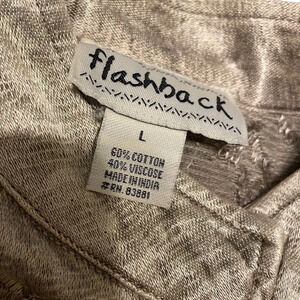 flashback
L
60% COTTON
40% VISCOSE
MADE IN INDIA
#RN. 83881